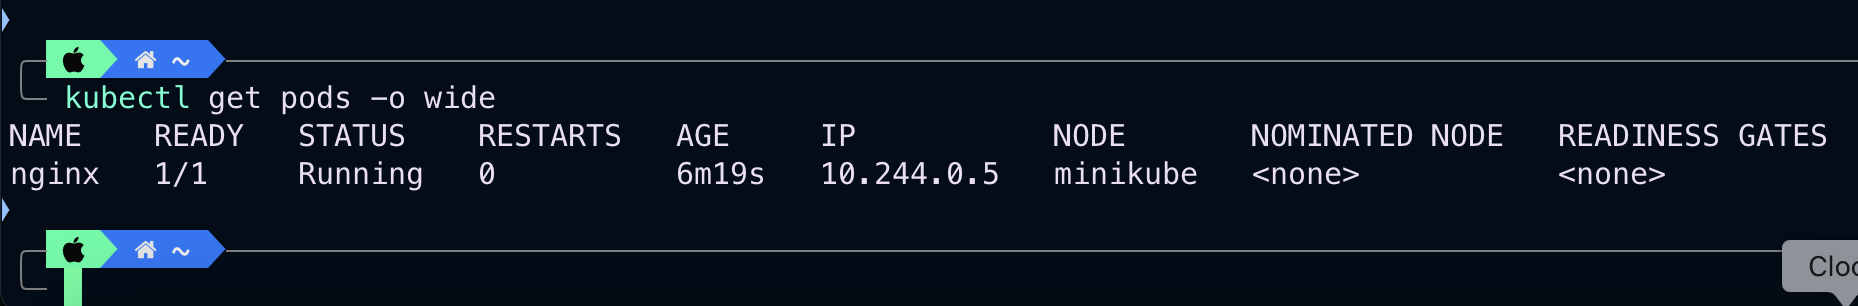 ~
kubectl get pods -o wide
NAME READY STATUS RESTARTS AGE IP NODE NOMINATED NODE READINESS GATES
nginx 1/1 Running 0 6m19s 10.244.0.5 minikube <none> <none>
~